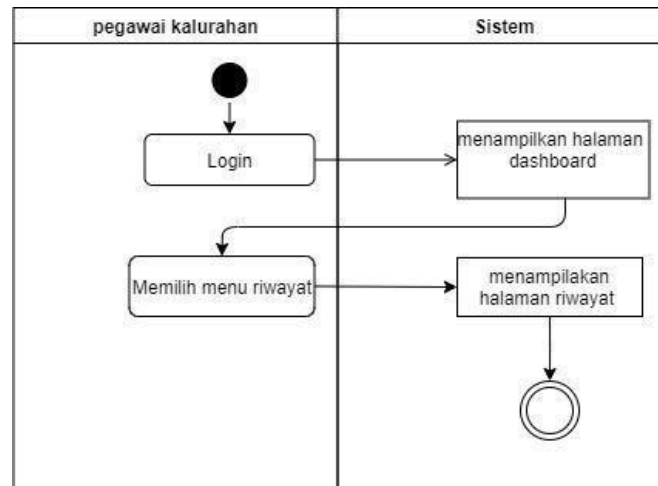 pegawai kalurahan
Sistem
Login
menampilkan halaman
dashboard
Memilih menu riwayat
menampilakan
halaman riwayat